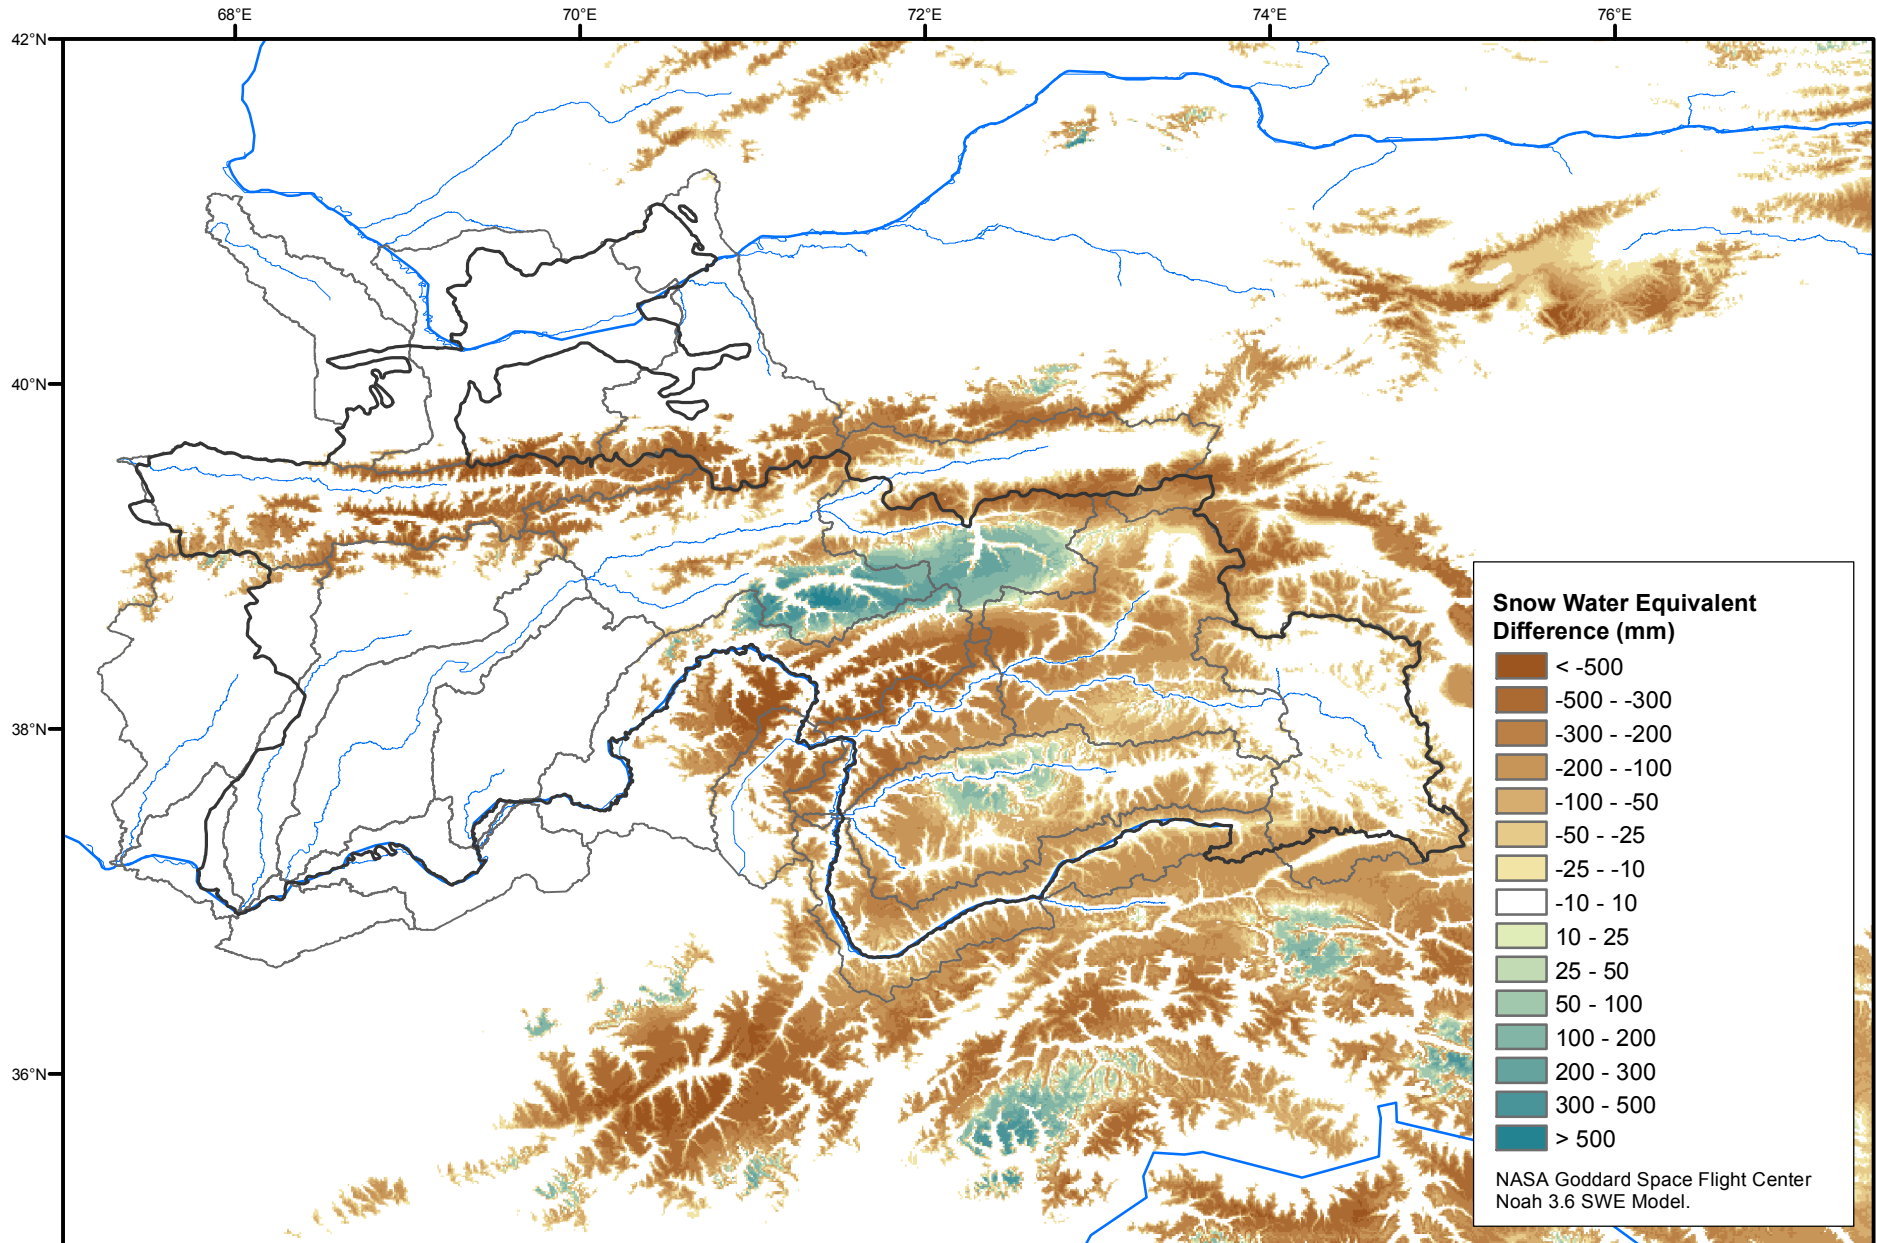 68°E
70°E
72°E
74°E
76°E
42°N
40°N
38°N
36°N
Snow Water Equivalent
Difference (mm)
< -500
-500 - -300
-300 - -200
-200 - -100
-100 - -50
-50 - -25
-25 - -10
-10 - 10
10 - 25
25 - 50
50 - 100
100 - 200
200 - 300
300 - 500
> 500
NASA Goddard Space Flight Center
Noah 3.6 SWE Model.